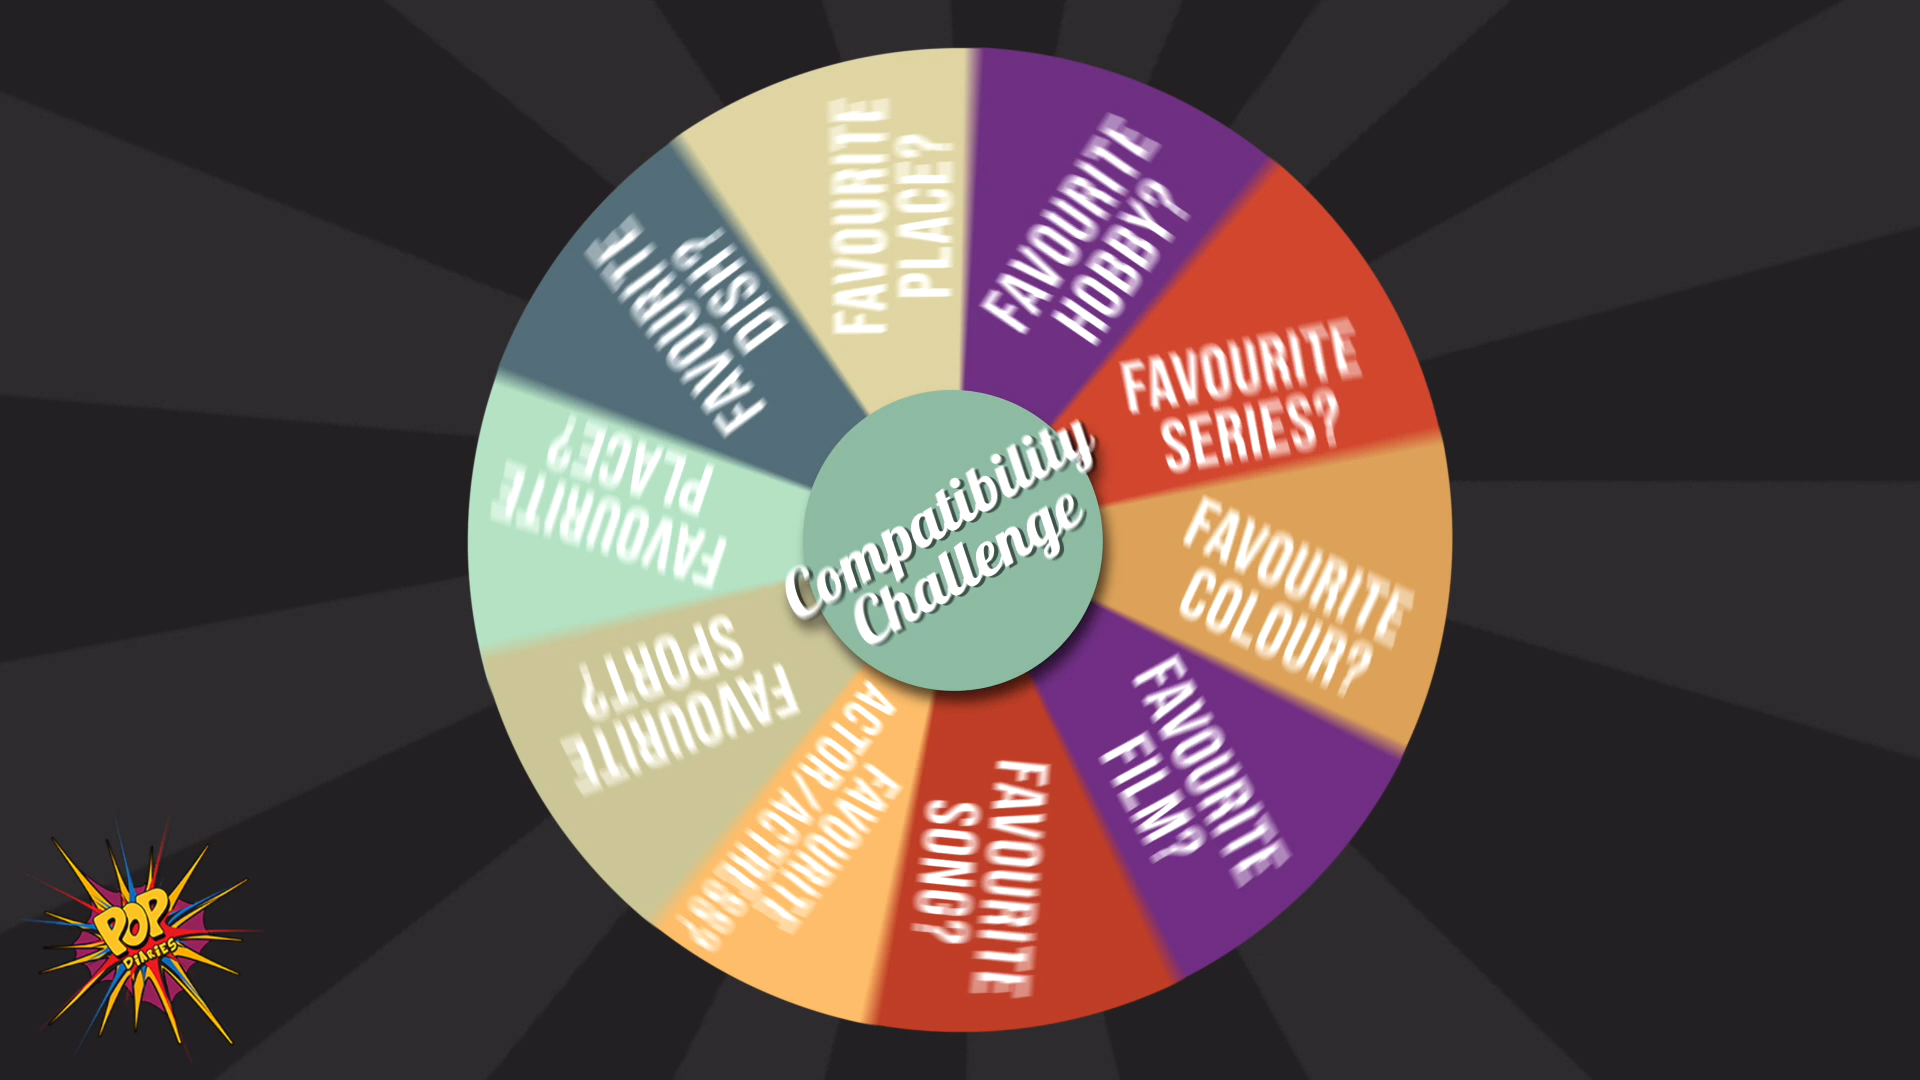 FAVOURITE
PLACE?
FAVOURITE
HOBBY?
FAVOURITE
SERIES?
FAVOURITE
COLOUR?
FAVOURITE
FILM?
FAVOURITE
SONG?
FAVOURITE
ACTOR/ACTRESS?
FAVOURITE
SPORT?
FAVOURITE
PLACE?
FAVOURITE
DISH?
Compatibility
Challenge
POP
DIARIES